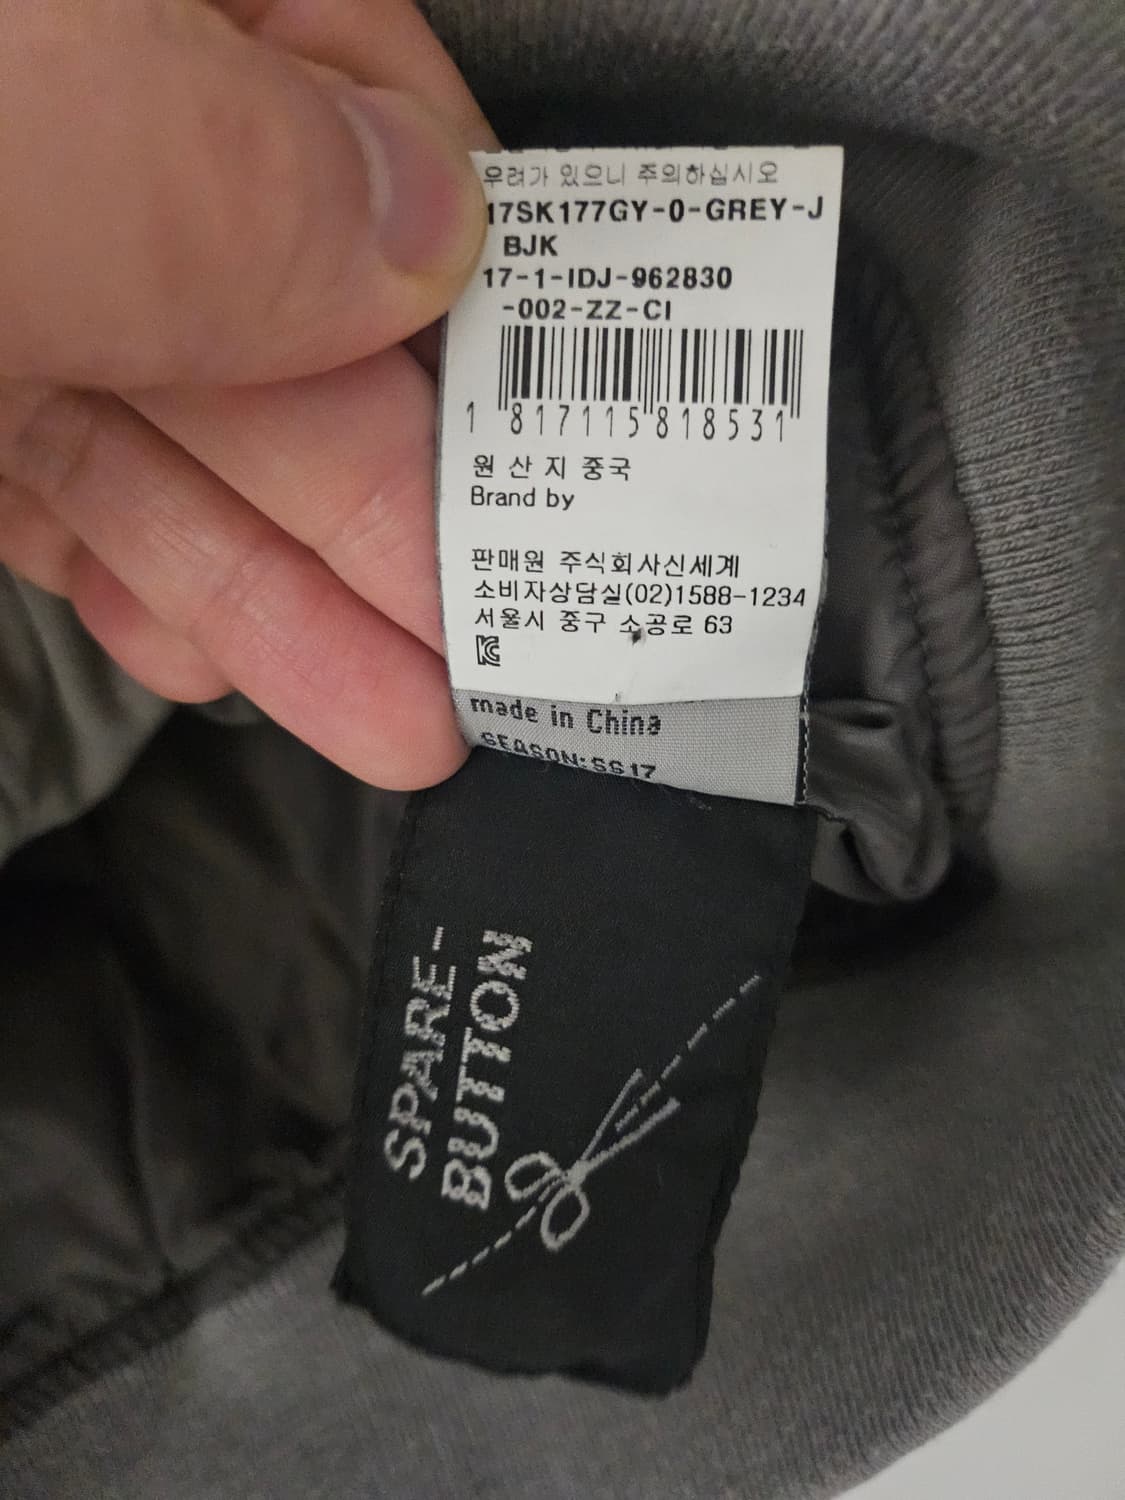 우려가 있으니 주의하십시오
17SK177GY-0-GREY-J
BJK
17-1-IDJ-962830
-002-ZZ-CI
1 817115 818531
원 산 지 중국
Brand by
판매원 주식회사신세계
소비자상담실(02)1588-1234
서울시 중구 소공로 63
made in China
SEASON:SS17
SPARE-
BUTTON